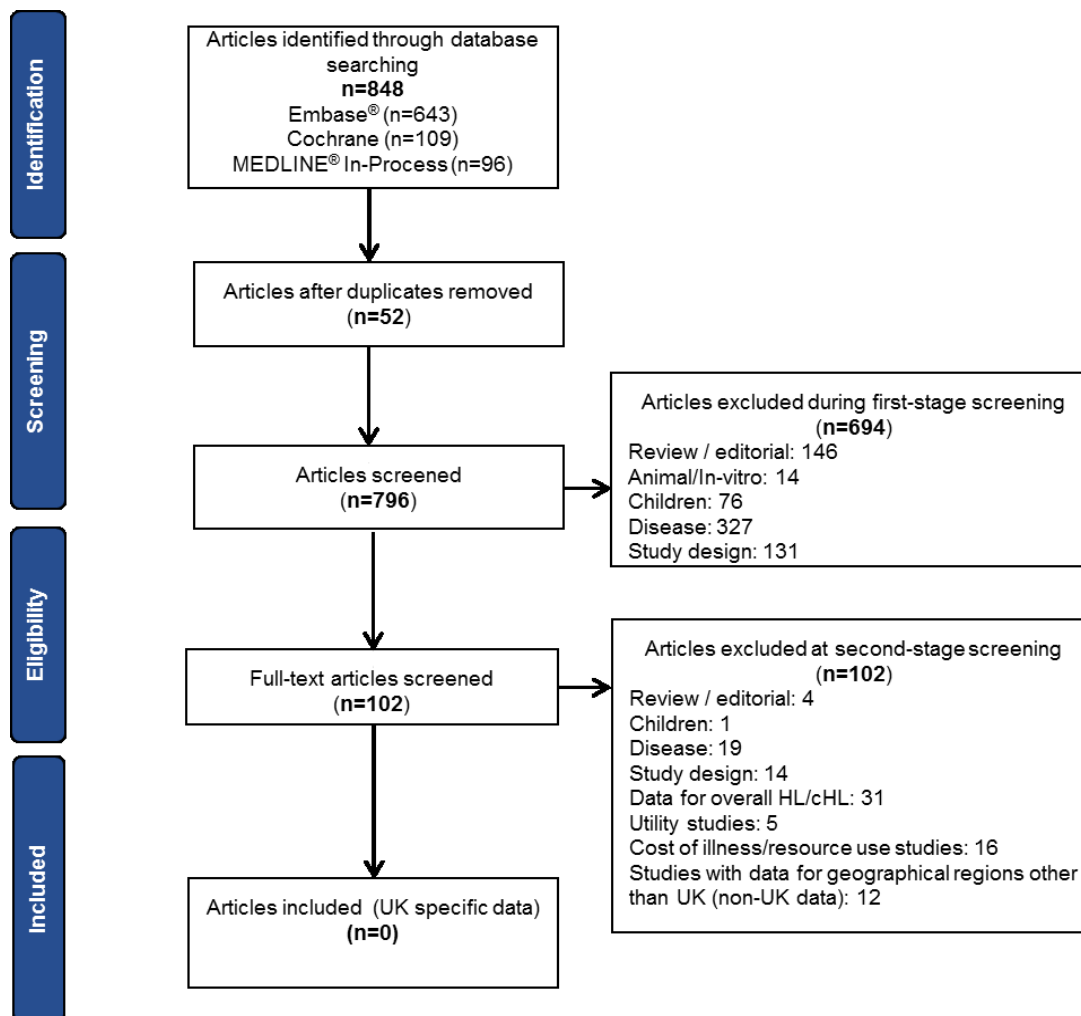 Identification
Articles identified through database
searching
n=848
Embase® (n=643)
Cochrane (n=109)
MEDLINE® In-Process (n=96)
Screening
Articles after duplicates removed
(n=52)
Articles screened
(n=796)
Articles excluded during first-stage screening
(n=694)
Review / editorial: 146
Animal/In-vitro: 14
Children: 76
Disease: 327
Study design: 131
Eligibility
Full-text articles screened
(n=102)
Articles excluded at second-stage screening
(n=102)
Review / editorial: 4
Children: 1
Disease: 19
Study design: 14
Data for overall HL/cHL: 31
Utility studies: 5
Cost of illness/resource use studies: 16
Studies with data for geographical regions other
than UK (non-UK data): 12
Included
Articles included (UK specific data)
(n=0)